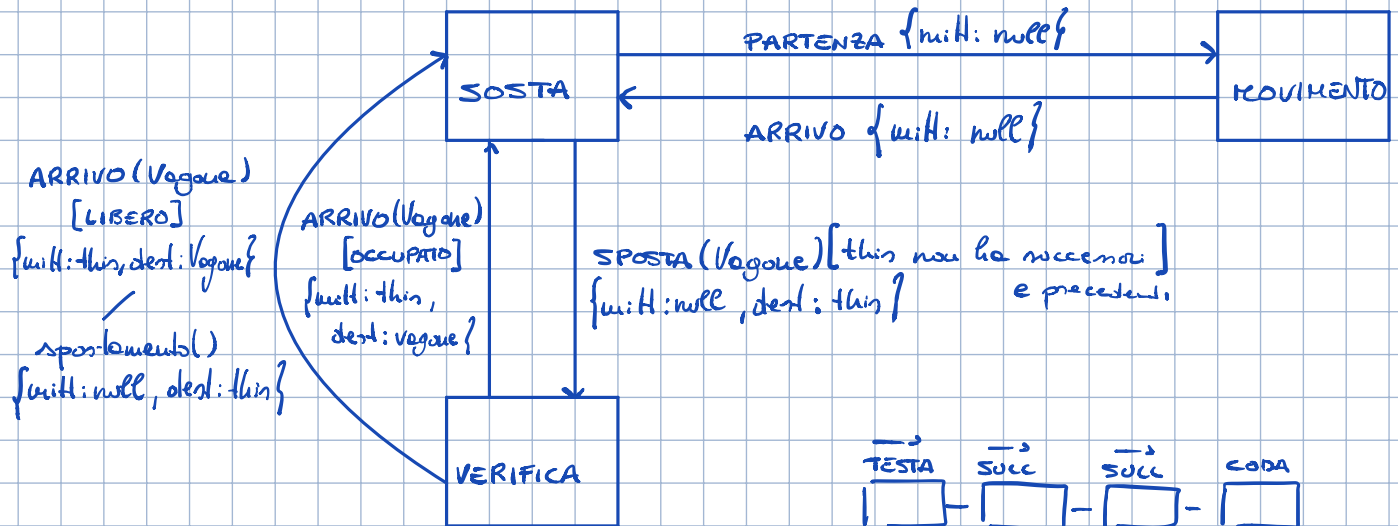 PARTENZA {mitt: null}
SOSTA
MOVIMENTO
ARRIVO {mitt: null}
ARRIVO (Vagone)
[LIBERO]
{mitt: this, dest: Vagone}
spostamento()
{mitt: null, dest: this}
ARRIVO (Vagone)
[OCCUPATO]
{mitt: this,
dest: vagone}
SPOSTA (Vagone) [this non ha successori
e precedenti]
{mitt: null, dest: this}
VERIFICA
TESTA
SUCC
SUCC
CODA